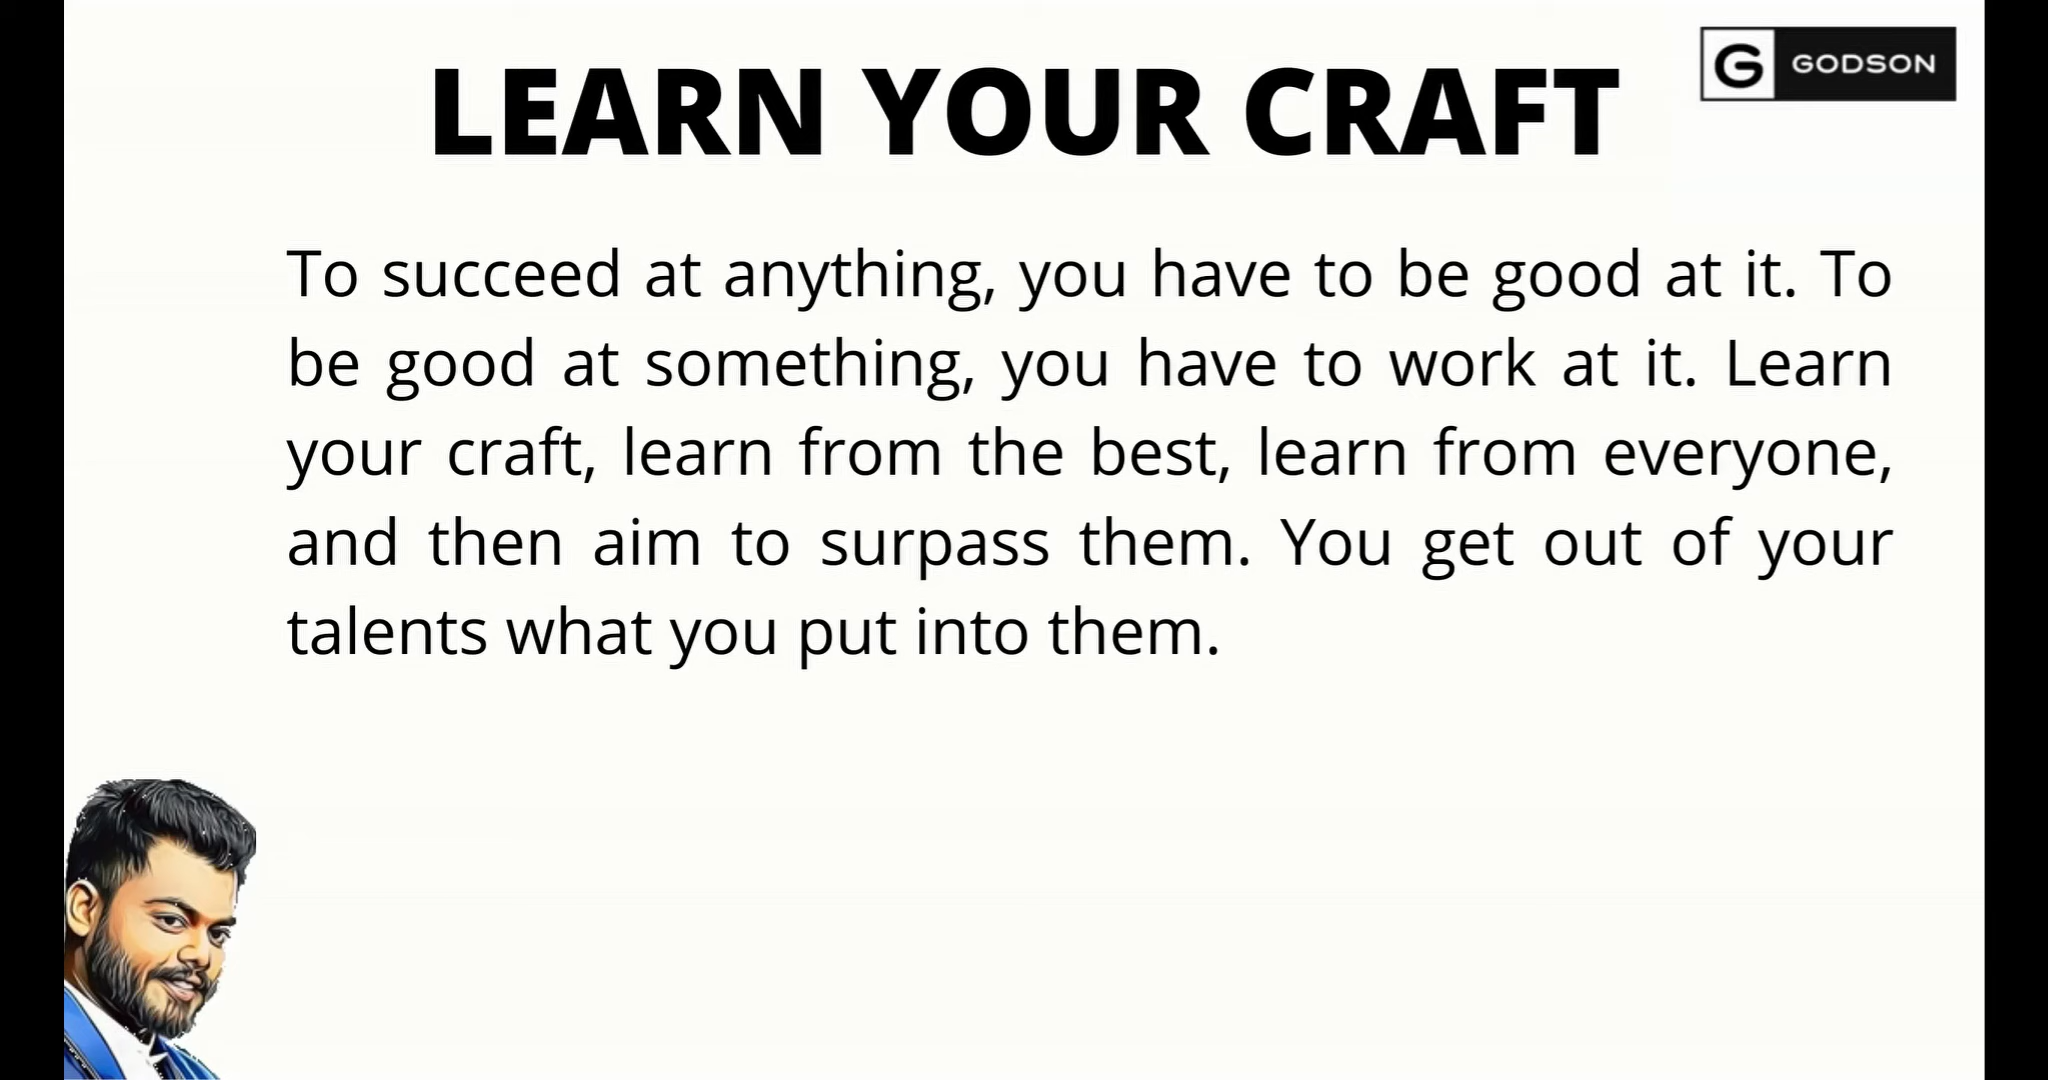 LEARN YOUR CRAFT
G GODSON
To succeed at anything, you have to be good at it. To
be good at something, you have to work at it. Learn
your craft, learn from the best, learn from everyone,
and then aim to surpass them. You get out of your
talents what you put into them.